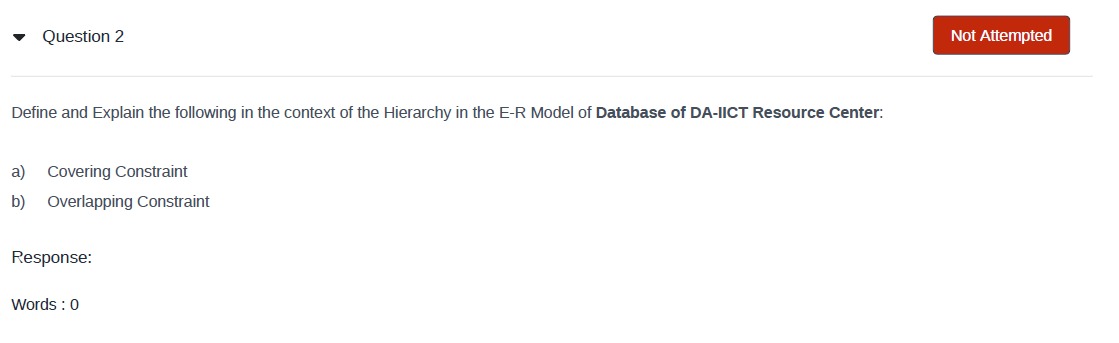 Question 2
Not Attempted
Define and Explain the following in the context of the Hierarchy in the E-R Model of Database of DA-IICT Resource Center:
a) Covering Constraint
b) Overlapping Constraint
Response:
Words : 0